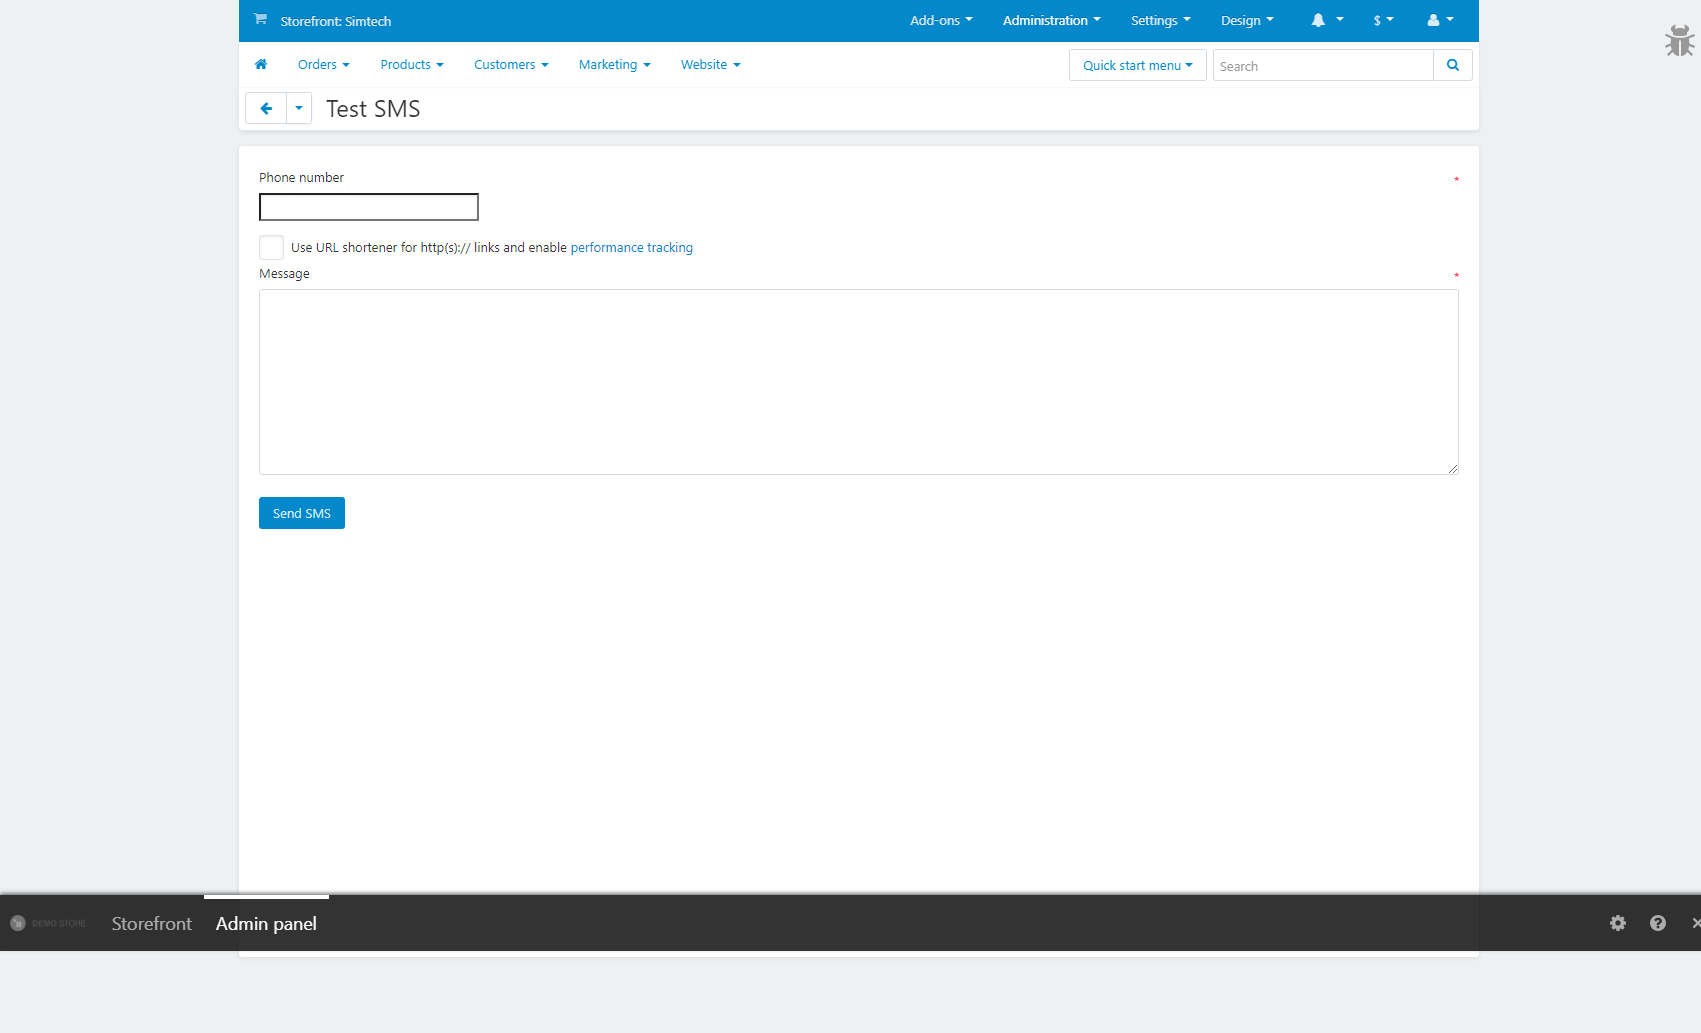 Storefront: Simtech
Add-ons
Administration
Settings
Design
$
Orders
Products
Customers
Marketing
Website
Quick start menu
Search
Test SMS
Phone number
*
Use URL shortener for http(s):// links and enable performance tracking
Message
*
Send SMS
DEMO STORE
Storefront
Admin panel